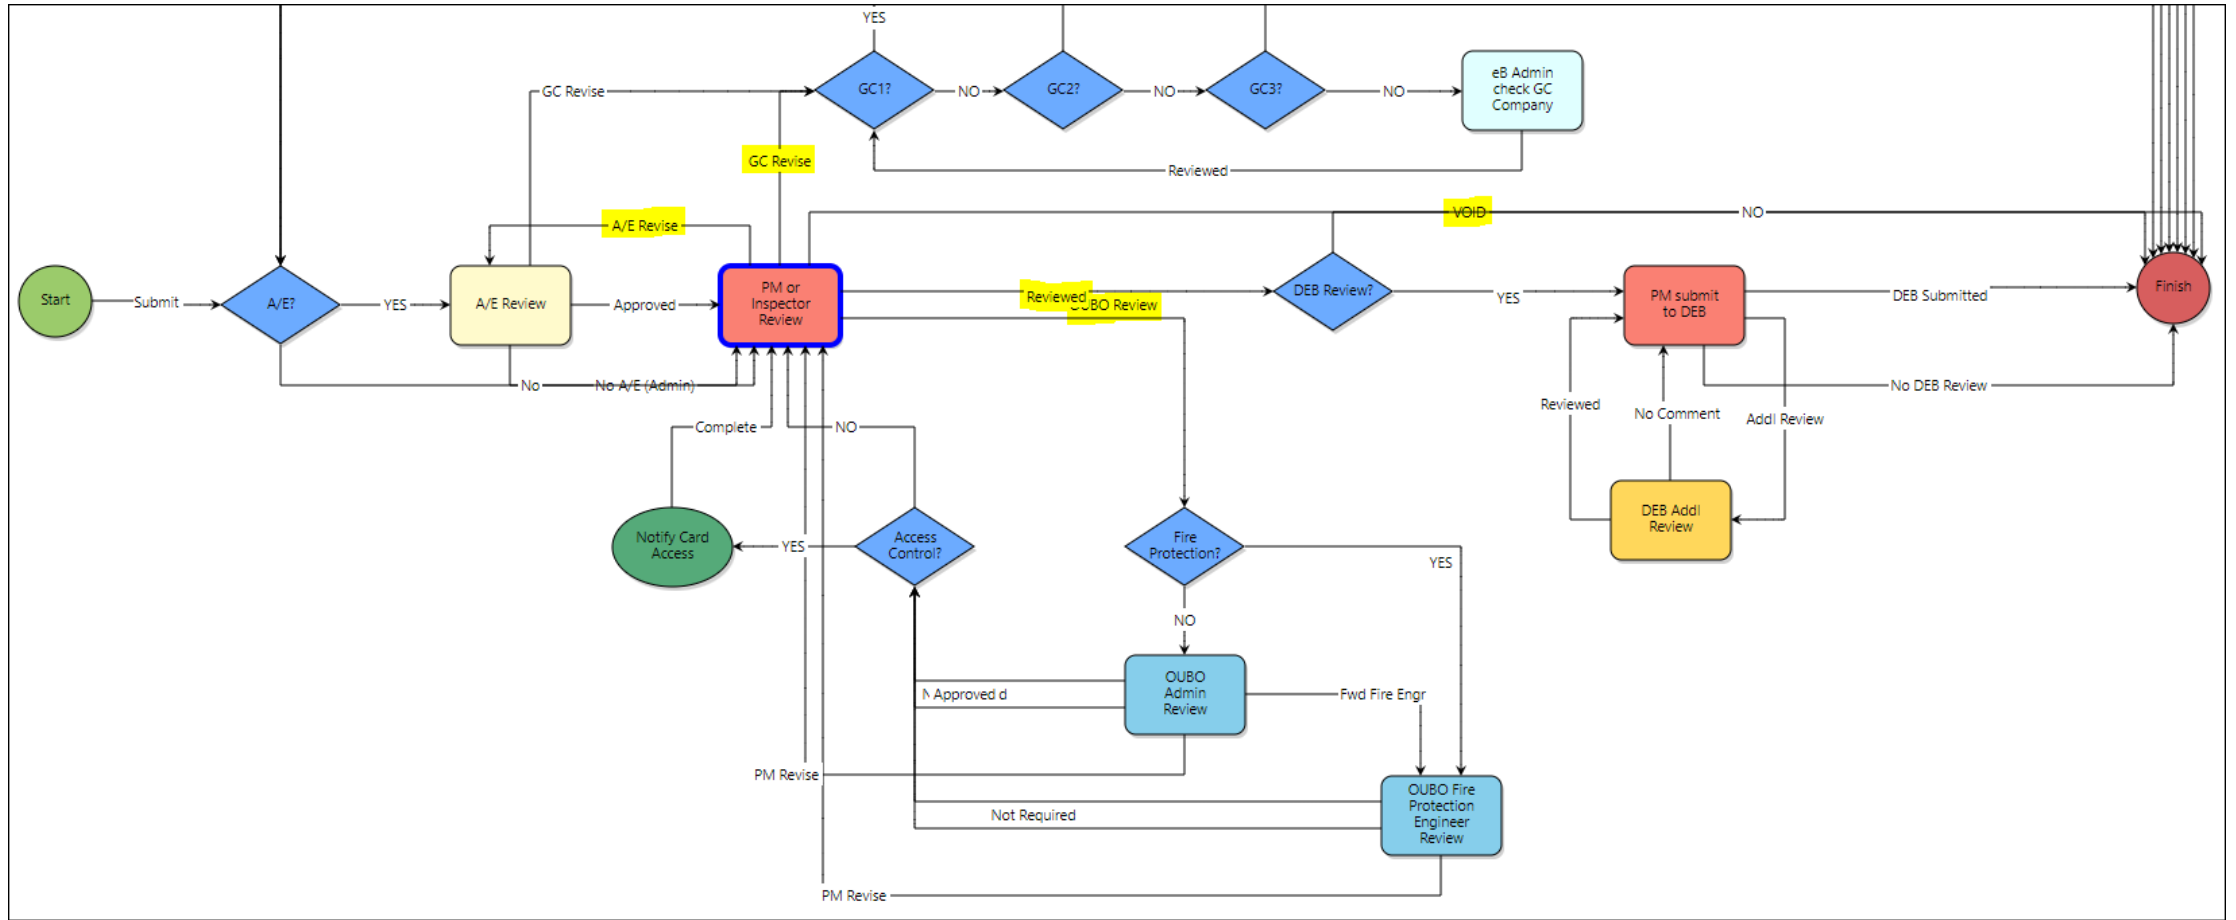 YES
GC Revise
GC1?
NO
GC2?
NO
GC3?
NO
eB Admin
check GC
Company
GC Revise
Reviewed
A/E Revise
VOID
NO
Start
Submit
A/E?
YES
A/E Review
Approved
PM or
Inspector
Review
Reviewed
OUBO Review
DEB Review?
YES
PM submit
to DEB
DEB Submitted
Finish
No
No A/E (Admin)
No DEB Review
Reviewed
No Comment
Addl Review
Complete
NO
Notify Card
Access
YES
Access
Control?
Fire
Protection?
YES
DEB Addl
Review
NO
OUBO
Admin
Review
Approved
Fwd Fire Engr
PM Revise
Not Required
OUBO Fire
Protection
Engineer
Review
PM Revise